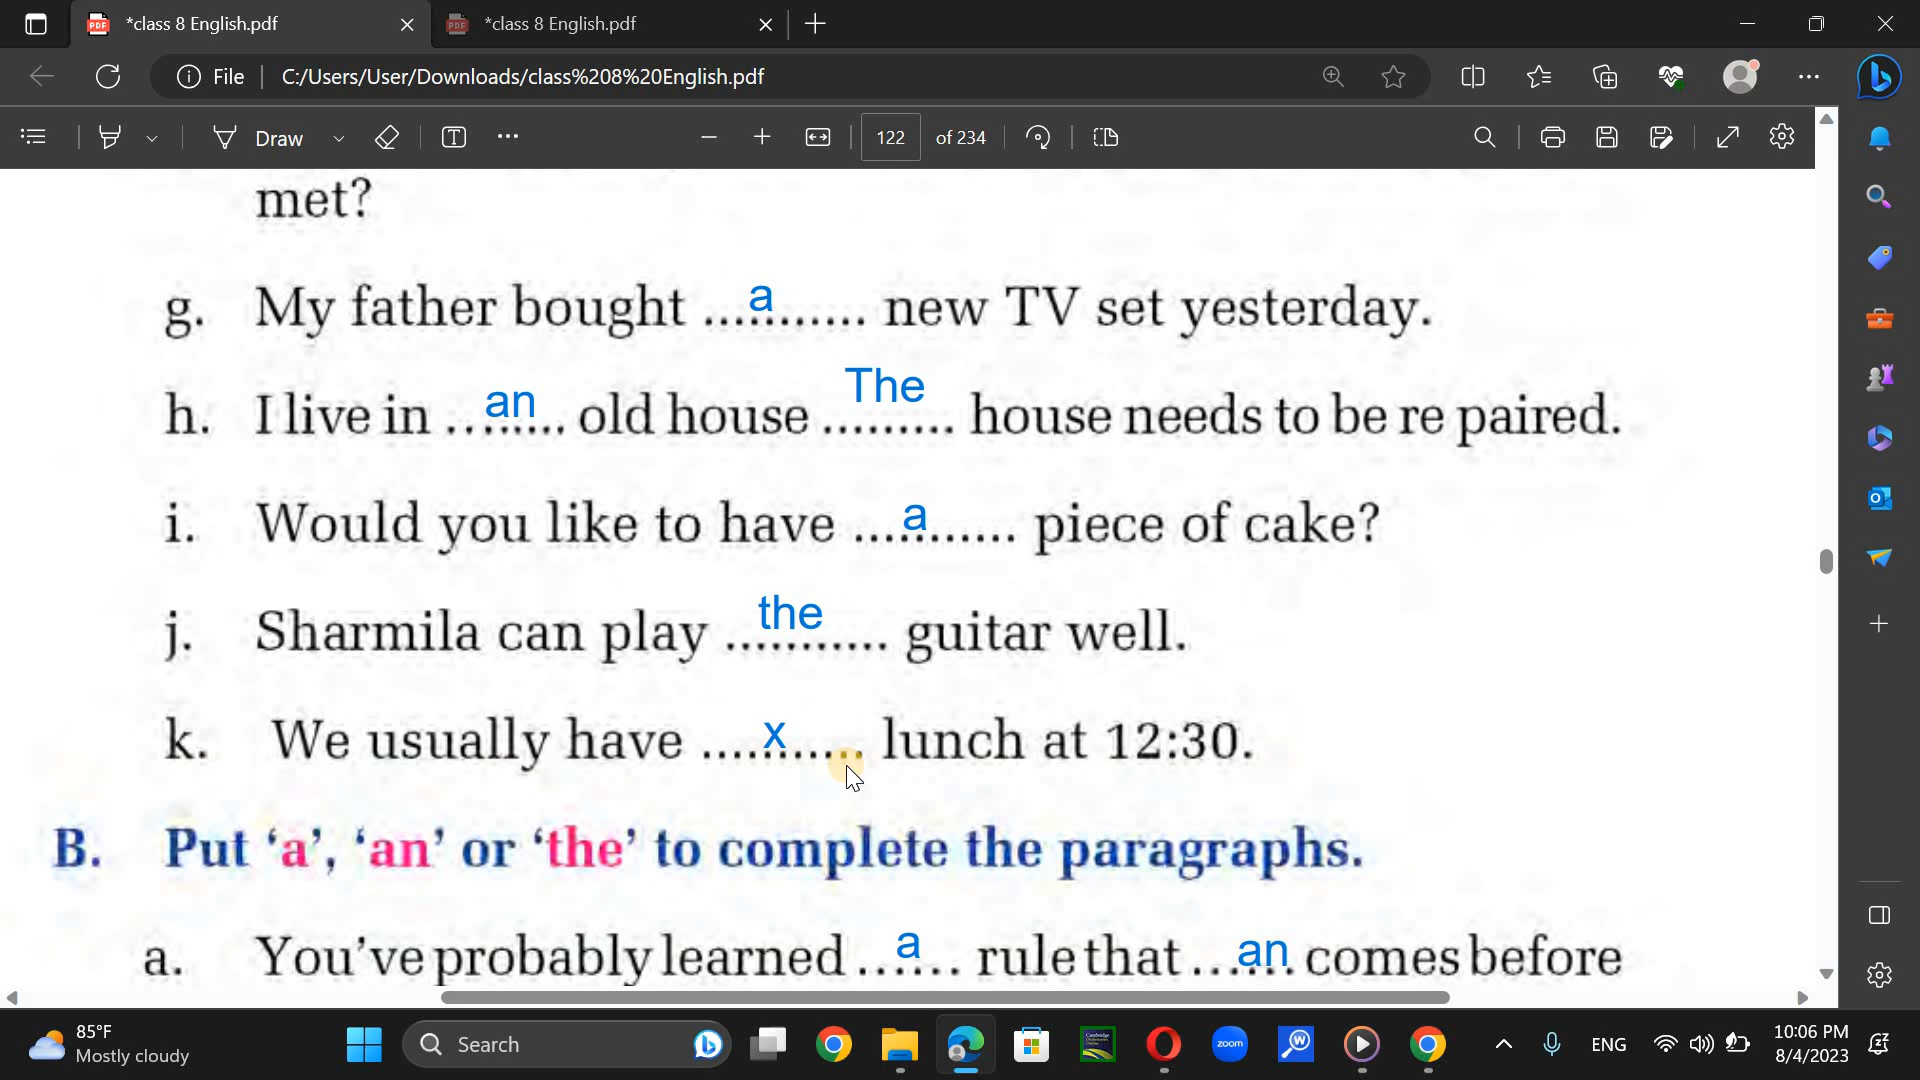 *class 8 English.pdf
*class 8 English.pdf
File
C:/Users/User/Downloads/class%208%20English.pdf
Draw
122 of 234
met?
g. My father bought ....a....... new TV set yesterday.
h. I live in ...an..... old house ....The..... house needs to be re paired.
i. Would you like to have ....a....... piece of cake?
j. Sharmila can play ....the....... guitar well.
k. We usually have ....x....... lunch at 12:30.
B. Put ‘a’, ‘an’ or ‘the’ to complete the paragraphs.
a. You’ve probably learned ...a... rule that ...an... comes before
85°F
Mostly cloudy
Search
zoom
W
ENG
10:06 PM
8/4/2023